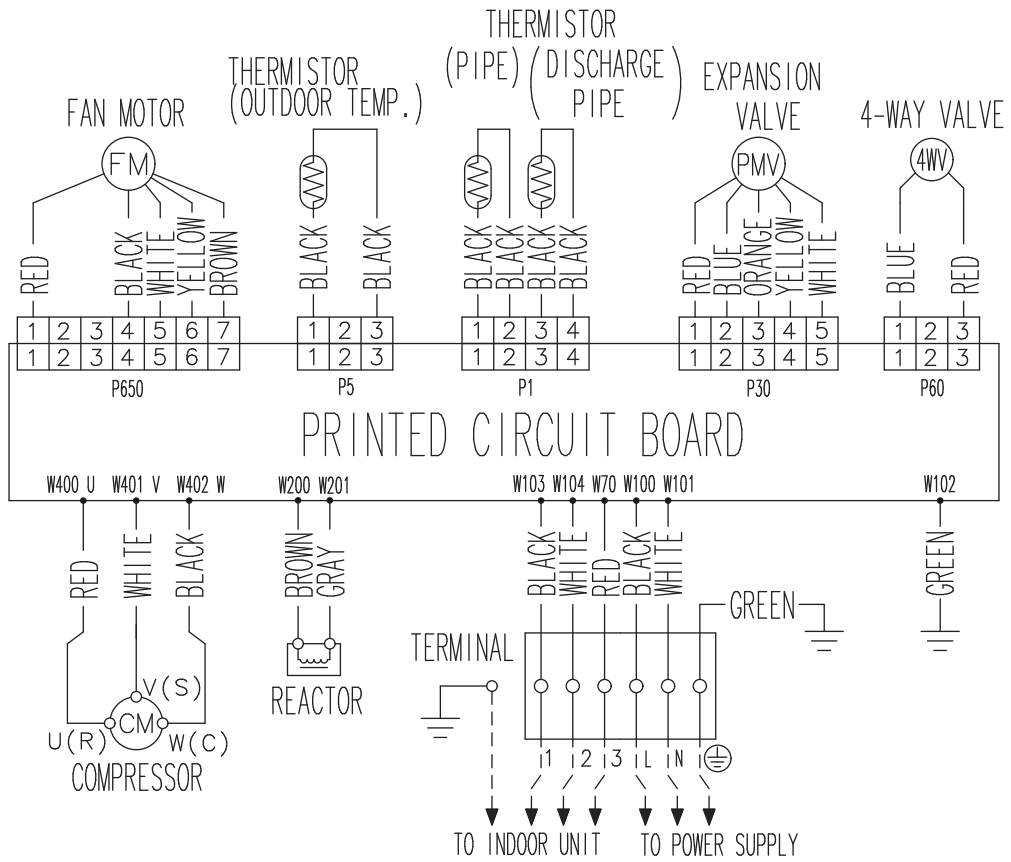 THERMISTOR
(PIPE) (DISCHARGE PIPE)
THERMISTOR
(OUTDOOR TEMP.)
EXPANSION
VALVE
FAN MOTOR
4-WAY VALVE
FM
PMV
4WV
RED BLACK WHITE YELLOW BROWN
BLACK BLACK
BLACK BLACK BLACK BLACK
RED BLUE ORANGE YELLOW WHITE
BLUE RED
1 2 3 4 5 6 7
1 2 3 4 5 6 7
P650
1 2 3
1 2 3
P5
1 2 3 4
1 2 3 4
P1
1 2 3 4 5
1 2 3 4 5
P30
1 2 3
1 2 3
P60
PRINTED CIRCUIT BOARD
W400 U W401 V W402 W W200 W201 W103 W104 W70 W100 W101 W102
RED WHITE BLACK
BROWN GRAY
BLACK WHITE RED BLACK WHITE
GREEN
GREEN
TERMINAL
REACTOR
V(S)
CM
U(R) W(C)
COMPRESSOR
1 2 3 L N
TO INDOOR UNIT TO POWER SUPPLY